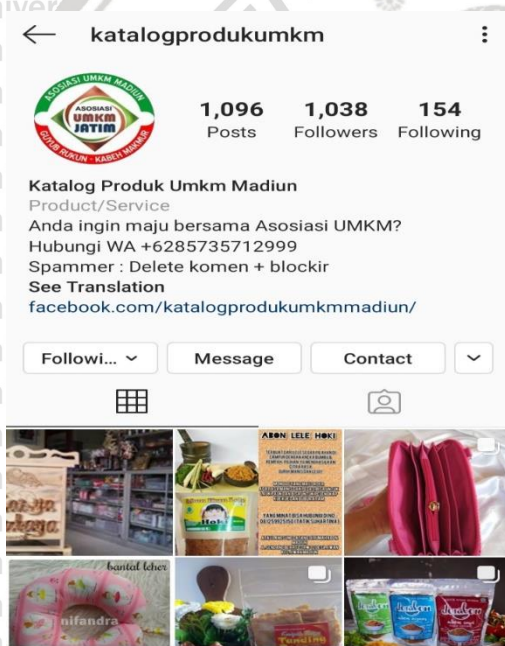 katalogprodukumkm
ASOSIASI UMKM MADIUN
ASOSIASI
UMKM
JATIM
GUYUB RUKUN - KABEH MAKMUR
1,096 1,038 154
Posts Followers Following
Katalog Produk Umkm Madiun
Product/Service
Anda ingin maju bersama Asosiasi UMKM?
Hubungi WA +6285735712999
Spammer : Delete komen + blockir
See Translation
facebook.com/katalogprodukumkmmadiun/
Followi...
Message
Contact
Hoki
ABON LELE HOKI
bantal leher
nifandra